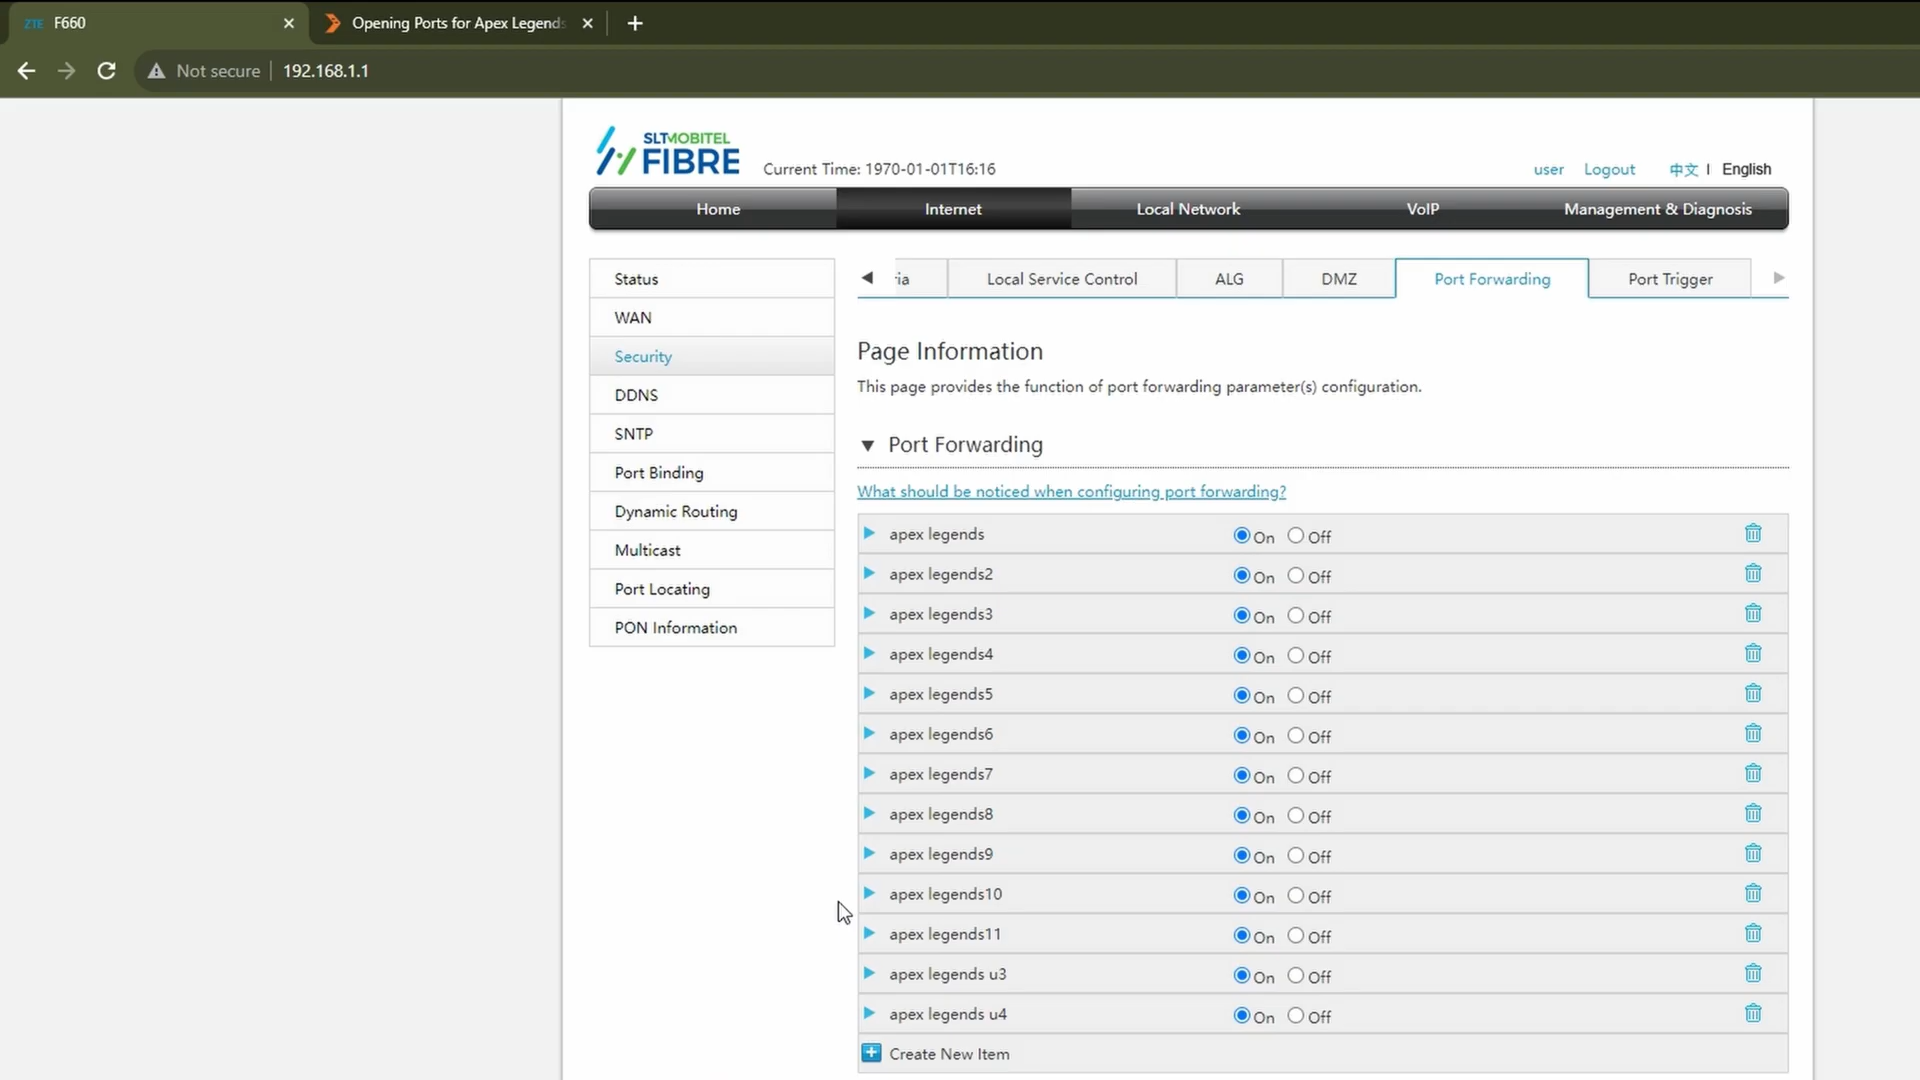 ZTE F660
Opening Ports for Apex Legends
Not secure
192.168.1.1
SLTMOBITEL
FIBRE
Current Time: 1970-01-01T16:16
user Logout 中文 | English
Home Internet Local Network VoIP Management & Diagnosis
Status
WAN
Security
DDNS
SNTP
Port Binding
Dynamic Routing
Multicast
Port Locating
PON Information
ria Local Service Control ALG DMZ Port Forwarding Port Trigger
Page Information
This page provides the function of port forwarding parameter(s) configuration.
Port Forwarding
What should be noticed when configuring port forwarding?
apex legends On Off
apex legends2 On Off
apex legends3 On Off
apex legends4 On Off
apex legends5 On Off
apex legends6 On Off
apex legends7 On Off
apex legends8 On Off
apex legends9 On Off
apex legends10 On Off
apex legends11 On Off
apex legends u3 On Off
apex legends u4 On Off
Create New Item